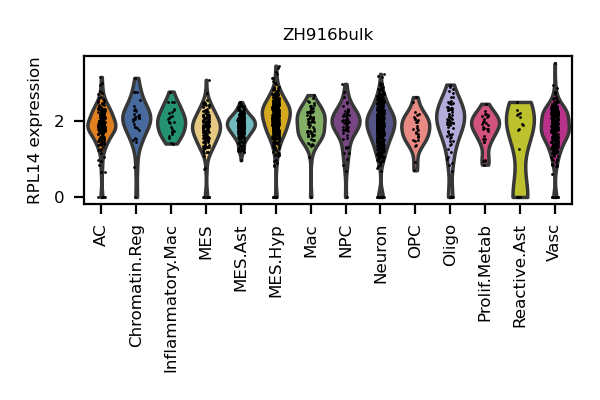 ZH916bulk
RPL14 expression
2
0
AC
Chromatin.Reg
Inflammatory.Mac
MES
MES.Ast
MES.Hyp
Mac
NPC
Neuron
OPC
Oligo
Prolif.Metab
Reactive.Ast
Vasc